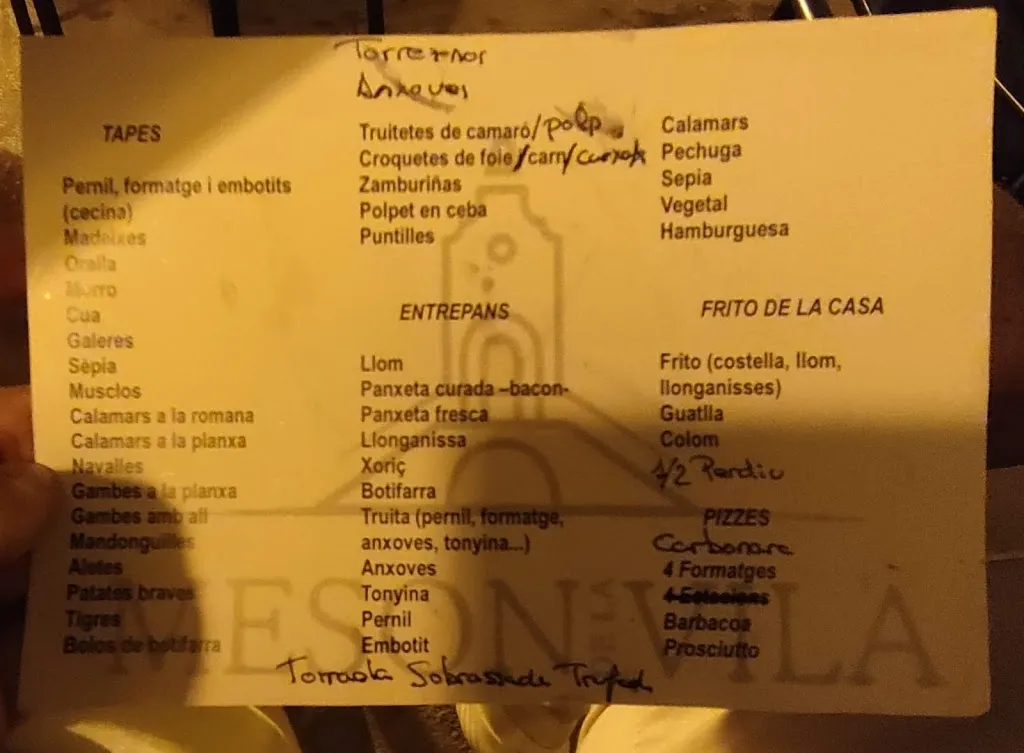 TAPES
Pernil, formatge i embotits
(cecina)
Madeixes
Orella
Morro
Cua
Galeres
Sèpia
Musclos
Calamars a la romana
Calamars a la planxa
Navalles
Gambes a la planxa
Gambes amb all
Mandonguilles
Aletes
Patates braves
Tigres
Bolos de botifarra
Torreznos
Anxoves
Truitetes de camaró/polp
Croquetes de foie/carn/
Zamburiñas
Polpet en ceba
Puntilles
ENTREPANS
Llom
Panxeta curada –bacon-
Panxeta fresca
Llonganissa
Xoriç
Botifarra
Truita (pernil, formatge,
anxoves, tonyina...)
Anxoves
Tonyina
Pernil
Embotit
Calamars
Pechuga
Sepia
Vegetal
Hamburguesa
FRITO DE LA CASA
Frito (costella, llom,
llonganisses)
Guatlla
Colom
1/2 Perdiu
PIZZES
Carbonara
4 Formatges
4 Estacions
Barbacoa
Prosciutto
Torrada Sobrassada Trufada
MESON DE LA VILA